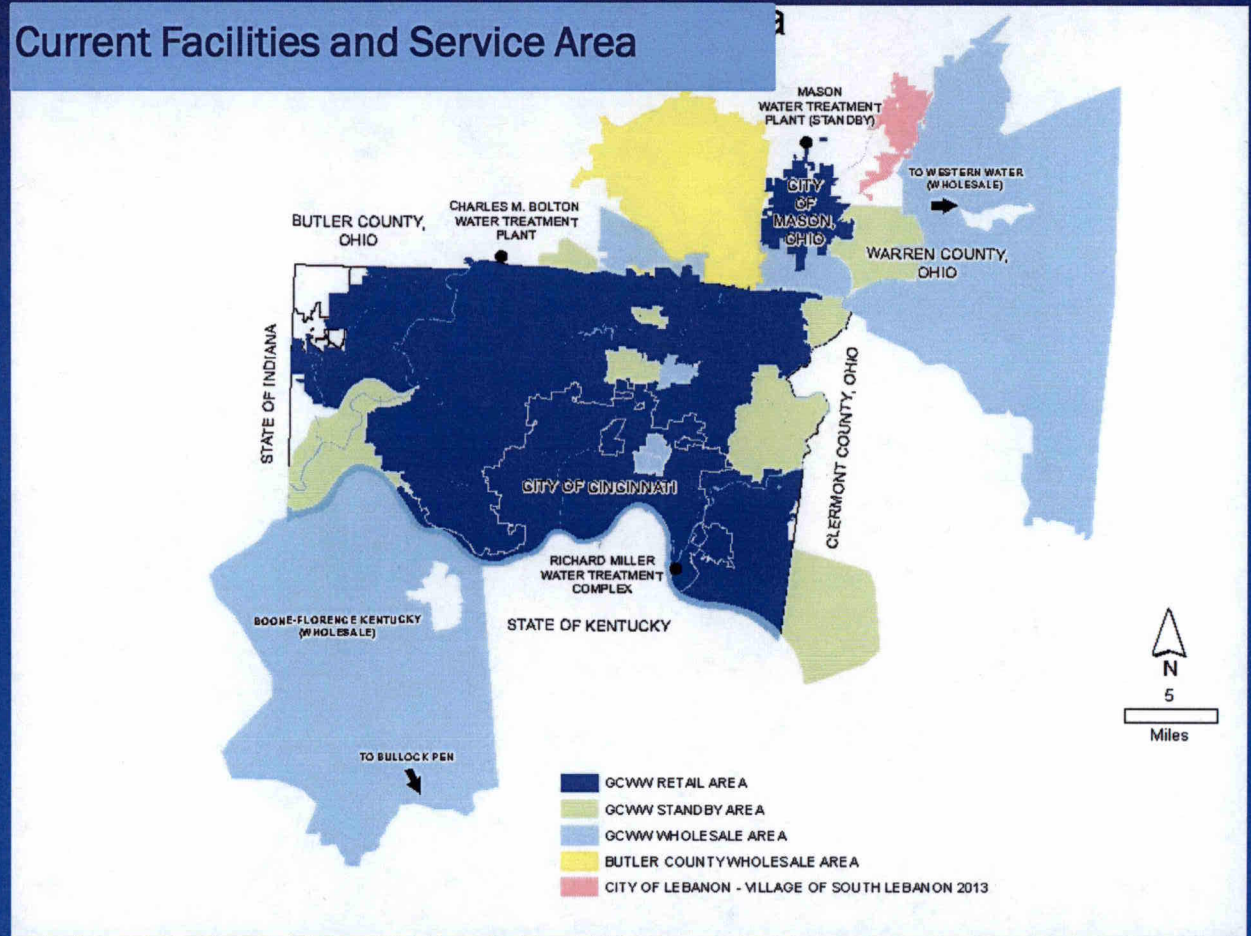 Current Facilities and Service Area
a
MASON
WATER TREATMENT
PLANT (STANDBY)
TO WESTERN WATER
(WHOLESALE)
CITY
OF
MASON,
OHIO
CHARLES M. BOLTON
WATER TREATMENT
PLANT
BUTLER COUNTY,
OHIO
WARREN COUNTY,
OHIO
STATE OF INDIANA
CLERMONT COUNTY, OHIO
CITY OF CINCINNATI
RICHARD MILLER
WATER TREATMENT
COMPLEX
BOONE-FLORENCE KENTUCKY
(WHOLESALE)
STATE OF KENTUCKY
N
5
Miles
TO BULLOCK PEN
GCWW RETAIL AREA
GCWW STANDBY AREA
GCWW WHOLESALE AREA
BUTLER COUNTY WHOLESALE AREA
CITY OF LEBANON - VILLAGE OF SOUTH LEBANON 2013